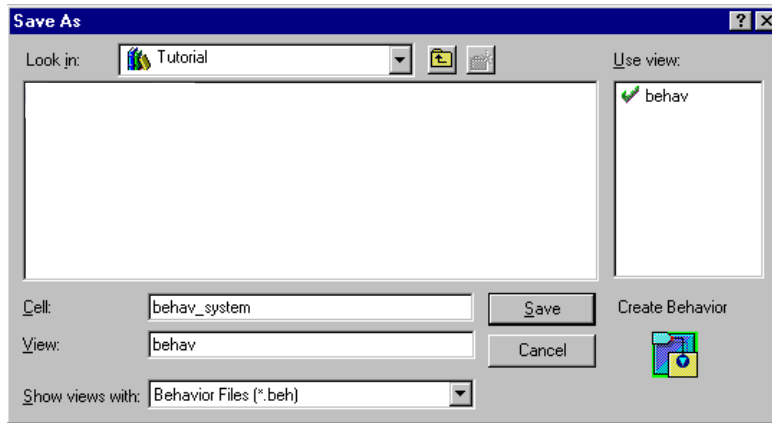 Save As
Look in: Tutorial
Use view:
behav
Cell: behav_system
Save
Create Behavior
View: behav
Cancel
Show views with: Behavior Files (*.beh)